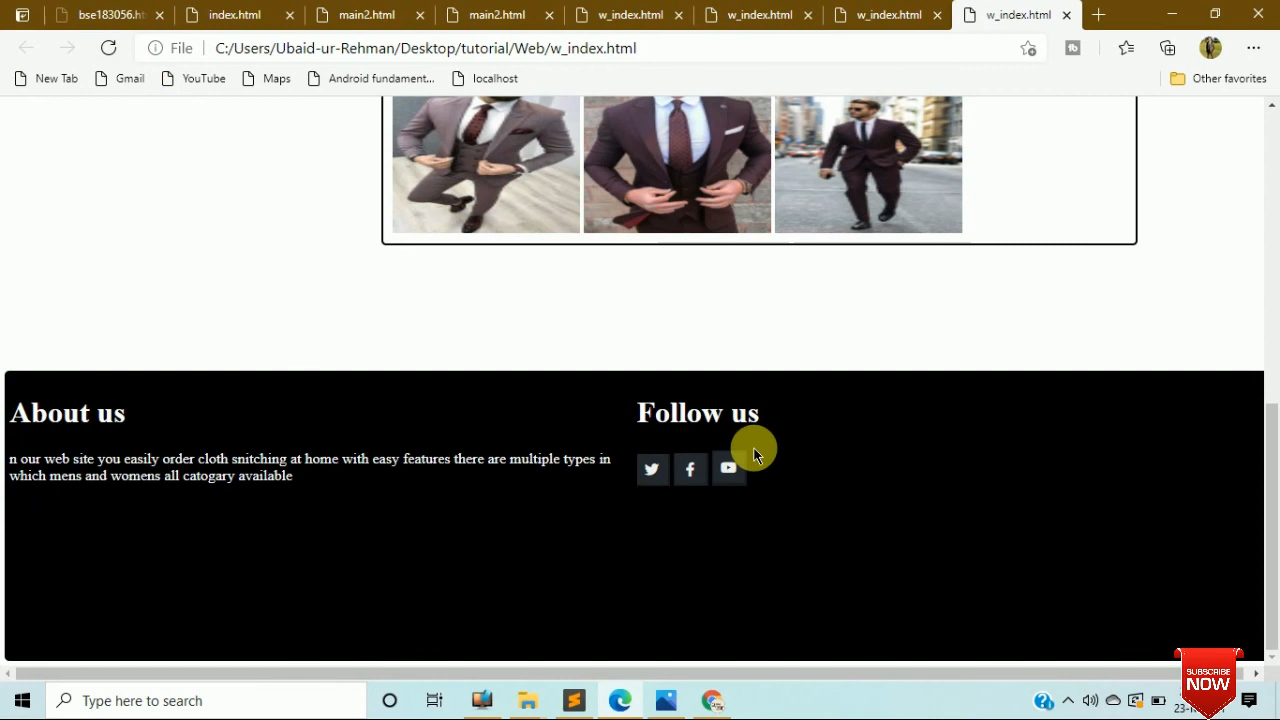 bse183056.ht
index.html
main2.html
main2.html
w_index.html
w_index.html
w_index.html
w_index.html
File
C:/Users/Ubaid-ur-Rehman/Desktop/tutorial/Web/w_index.html
New Tab
Gmail
YouTube
Maps
Android fundament...
localhost
Other favorites
About us
Follow us
n our web site you easily order cloth snitching at home with easy features there are multiple types in
which mens and womens all catogary available
Type here to search
SUBSCRIBE
NOW